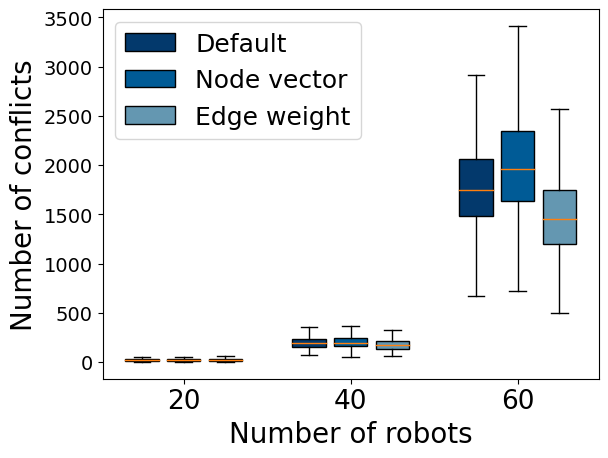 3500
3000
2500
2000
1500
1000
500
0
Number of conflicts
Default
Node vector
Edge weight
20
40
60
Number of robots